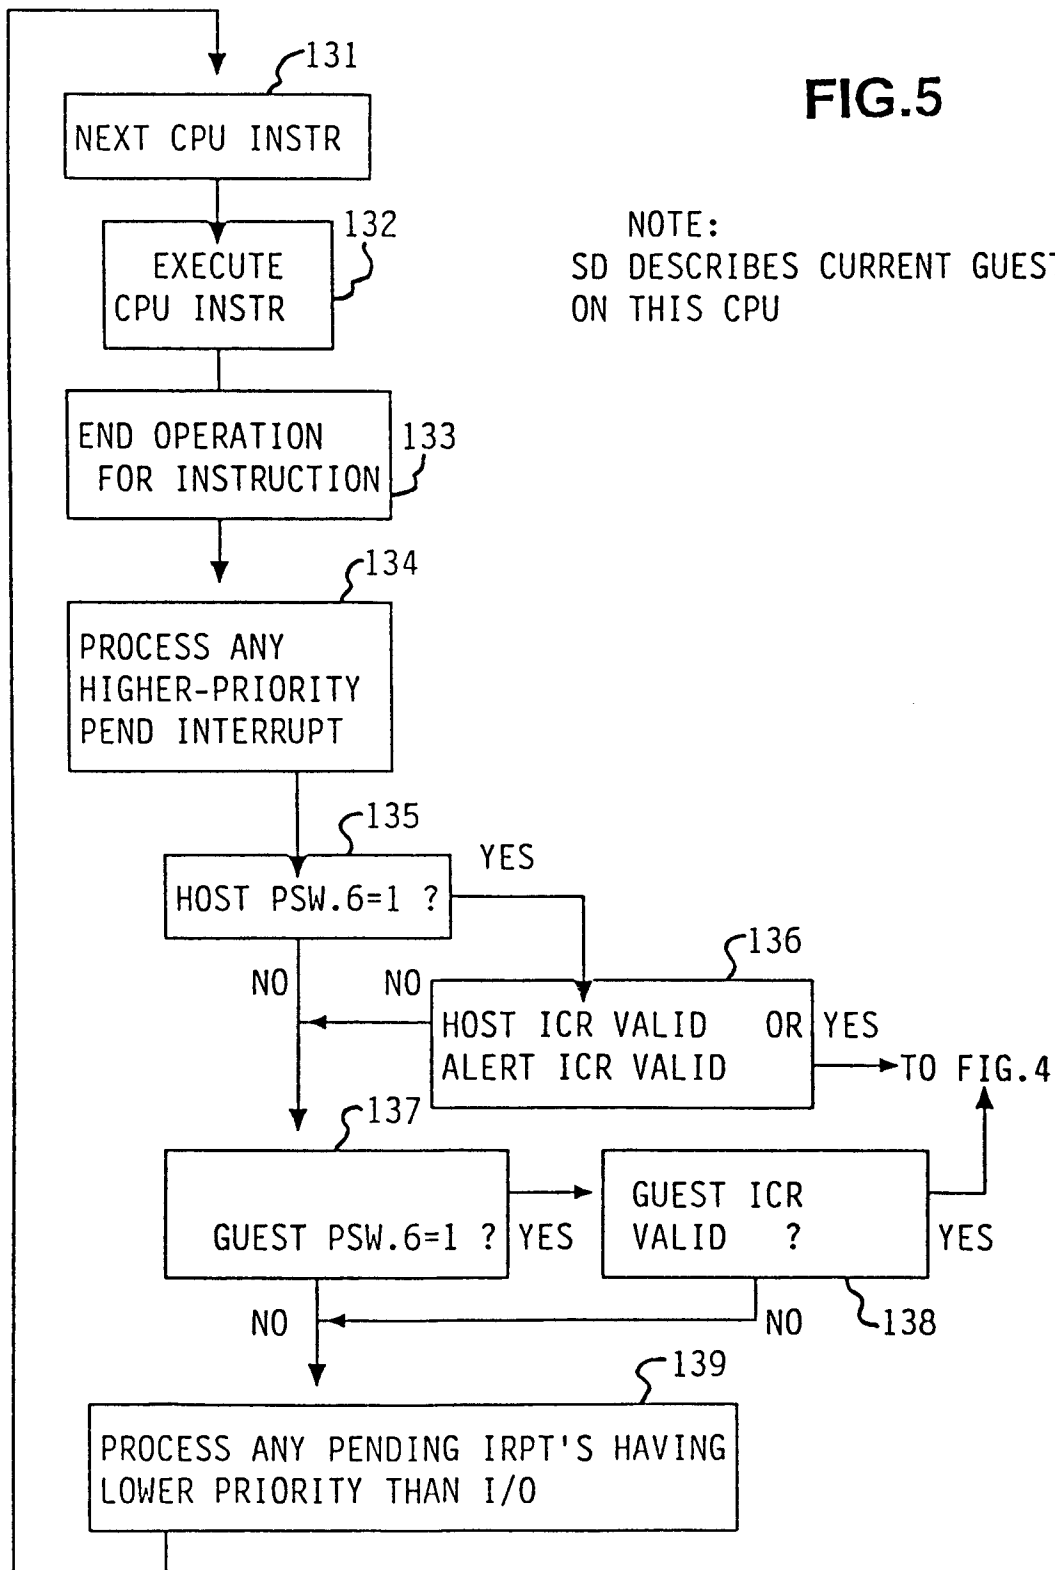 131
FIG.5
NEXT CPU INSTR
132
NOTE:
SD DESCRIBES CURRENT GUEST
ON THIS CPU
EXECUTE
CPU INSTR
END OPERATION
FOR INSTRUCTION
133
134
PROCESS ANY
HIGHER-PRIORITY
PEND INTERRUPT
135
HOST PSW.6=1 ?
YES
136
NO
NO
HOST ICR VALID OR
ALERT ICR VALID
YES
TO FIG.4
137
GUEST PSW.6=1 ?
YES
GUEST ICR
VALID ?
YES
NO
NO
138
139
PROCESS ANY PENDING IRPT'S HAVING
LOWER PRIORITY THAN I/O